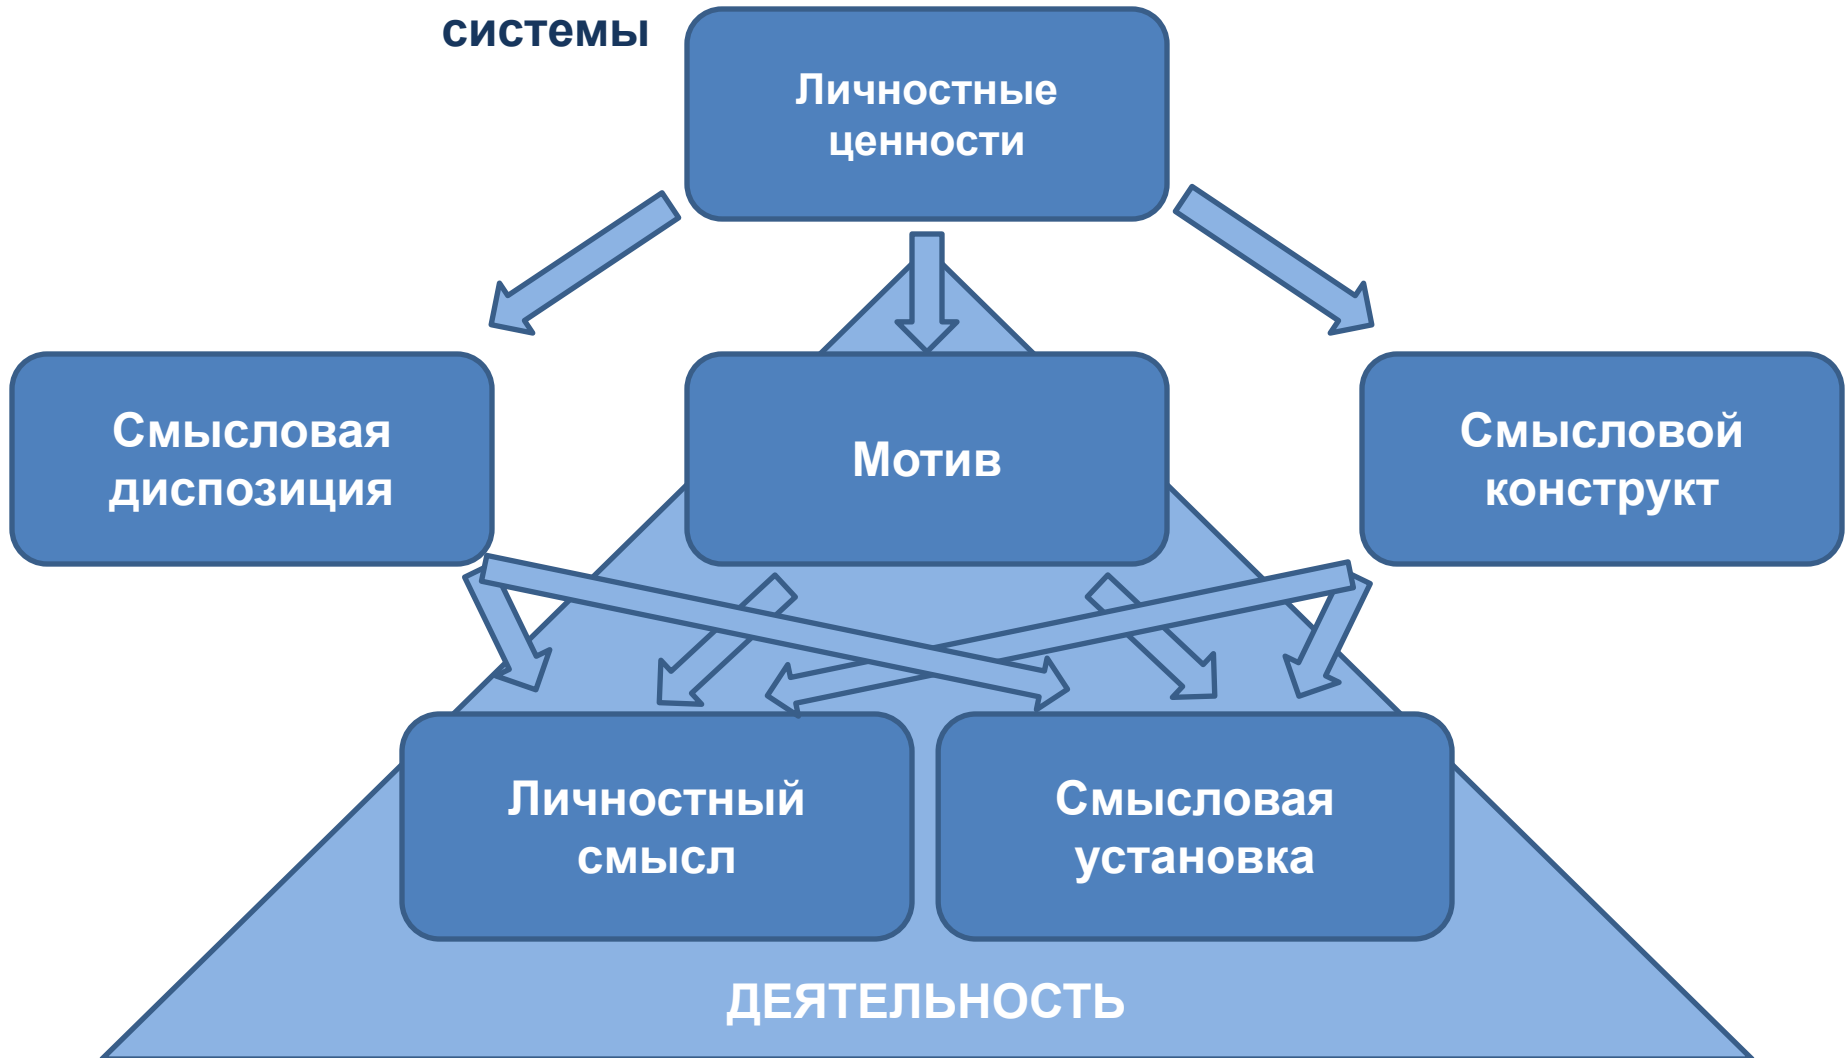 системы
Личностные
ценности
Смысловая
диспозиция
Мотив
Смысловой
конструкт
Личностный
смысл
Смысловая
установка
ДЕЯТЕЛЬНОСТЬ